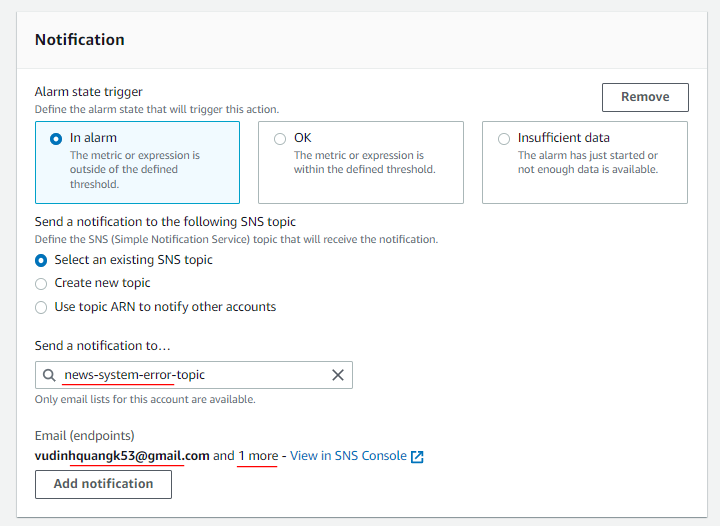 Notification
Alarm state trigger
Define the alarm state that will trigger this action.
Remove
In alarm
The metric or expression is
outside of the defined
threshold.
OK
The metric or expression is
within the defined threshold.
Insufficient data
The alarm has just started or
not enough data is available.
Send a notification to the following SNS topic
Define the SNS (Simple Notification Service) topic that will receive the notification.
Select an existing SNS topic
Create new topic
Use topic ARN to notify other accounts
Send a notification to…
news-system-error-topic
Only email lists for this account are available.
Email (endpoints)
vudinhquangk53@gmail.com and 1 more - View in SNS Console
Add notification